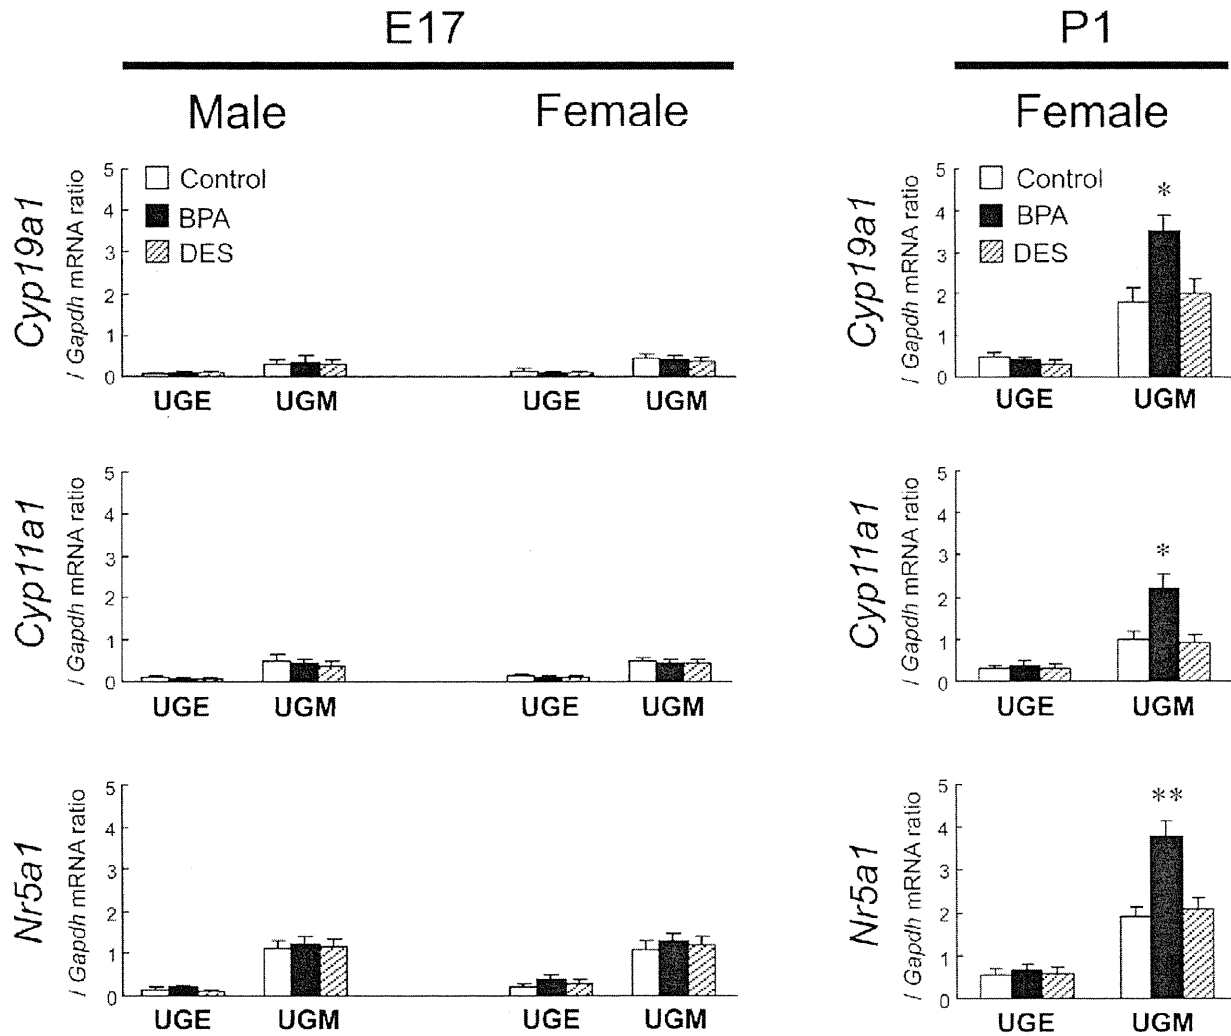 E17
P1
Male
Female
Female
Cyp19a1
/ Gapdh mRNA ratio
5
4
3
2
1
0
Control
BPA
DES
UGE
UGM
UGE
UGM
Cyp19a1
/ Gapdh mRNA ratio
5
4
3
2
1
0
Control
BPA
DES
*
UGE
UGM
Cyp11a1
/ Gapdh mRNA ratio
5
4
3
2
1
0
UGE
UGM
UGE
UGM
Cyp11a1
/ Gapdh mRNA ratio
5
4
3
2
1
0
*
UGE
UGM
Nr5a1
/ Gapdh mRNA ratio
5
4
3
2
1
0
UGE
UGM
UGE
UGM
Nr5a1
/ Gapdh mRNA ratio
5
4
3
2
1
0
**
UGE
UGM